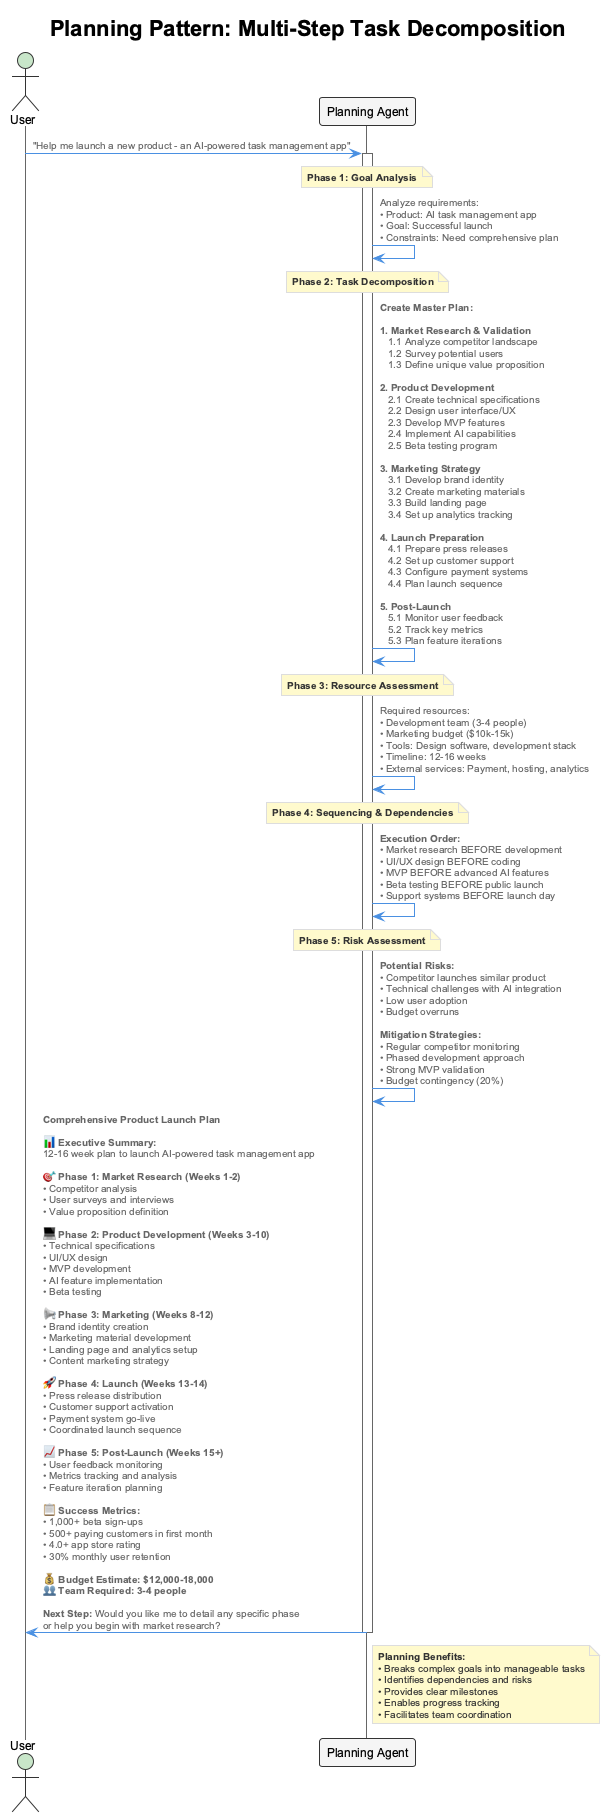 Planning Pattern: Multi-Step Task Decomposition
User
Planning Agent
"Help me launch a new product - an AI-powered task management app"
Phase 1: Goal Analysis
Analyze requirements:
• Product: AI task management app
• Goal: Successful launch
• Constraints: Need comprehensive plan
Phase 2: Task Decomposition
Create Master Plan:
1. Market Research & Validation
1.1 Analyze competitor landscape
1.2 Survey potential users
1.3 Define unique value proposition
2. Product Development
2.1 Create technical specifications
2.2 Design user interface/UX
2.3 Develop MVP features
2.4 Implement AI capabilities
2.5 Beta testing program
3. Marketing Strategy
3.1 Develop brand identity
3.2 Create marketing materials
3.3 Build landing page
3.4 Set up analytics tracking
4. Launch Preparation
4.1 Prepare press releases
4.2 Set up customer support
4.3 Configure payment systems
4.4 Plan launch sequence
5. Post-Launch
5.1 Monitor user feedback
5.2 Track key metrics
5.3 Plan feature iterations
Phase 3: Resource Assessment
Required resources:
• Development team (3-4 people)
• Marketing budget ($10k-15k)
• Tools: Design software, development stack
• Timeline: 12-16 weeks
• External services: Payment, hosting, analytics
Phase 4: Sequencing & Dependencies
Execution Order:
• Market research BEFORE development
• UI/UX design BEFORE coding
• MVP BEFORE advanced AI features
• Beta testing BEFORE public launch
• Support systems BEFORE launch day
Phase 5: Risk Assessment
Potential Risks:
• Competitor launches similar product
• Technical challenges with AI integration
• Low user adoption
• Budget overruns
Mitigation Strategies:
• Regular competitor monitoring
• Phased development approach
• Strong MVP validation
• Budget contingency (20%)
Comprehensive Product Launch Plan
📊 Executive Summary:
12-16 week plan to launch AI-powered task management app
🎯 Phase 1: Market Research (Weeks 1-2)
• Competitor analysis
• User surveys and interviews
• Value proposition definition
💻 Phase 2: Product Development (Weeks 3-10)
• Technical specifications
• UI/UX design
• MVP development
• AI feature implementation
• Beta testing
📢 Phase 3: Marketing (Weeks 8-12)
• Brand identity creation
• Marketing material development
• Landing page and analytics setup
• Content marketing strategy
🚀 Phase 4: Launch (Weeks 13-14)
• Press release distribution
• Customer support activation
• Payment system go-live
• Coordinated launch sequence
📈 Phase 5: Post-Launch (Weeks 15+)
• User feedback monitoring
• Metrics tracking and analysis
• Feature iteration planning
📋 Success Metrics:
• 1,000+ beta sign-ups
• 500+ paying customers in first month
• 4.0+ app store rating
• 30% monthly user retention
💰 Budget Estimate: $12,000-18,000
👥 Team Required: 3-4 people
Next Step: Would you like me to detail any specific phase
or help you begin with market research?
Planning Benefits:
• Breaks complex goals into manageable tasks
• Identifies dependencies and risks
• Provides clear milestones
• Enables progress tracking
• Facilitates team coordination
User
Planning Agent